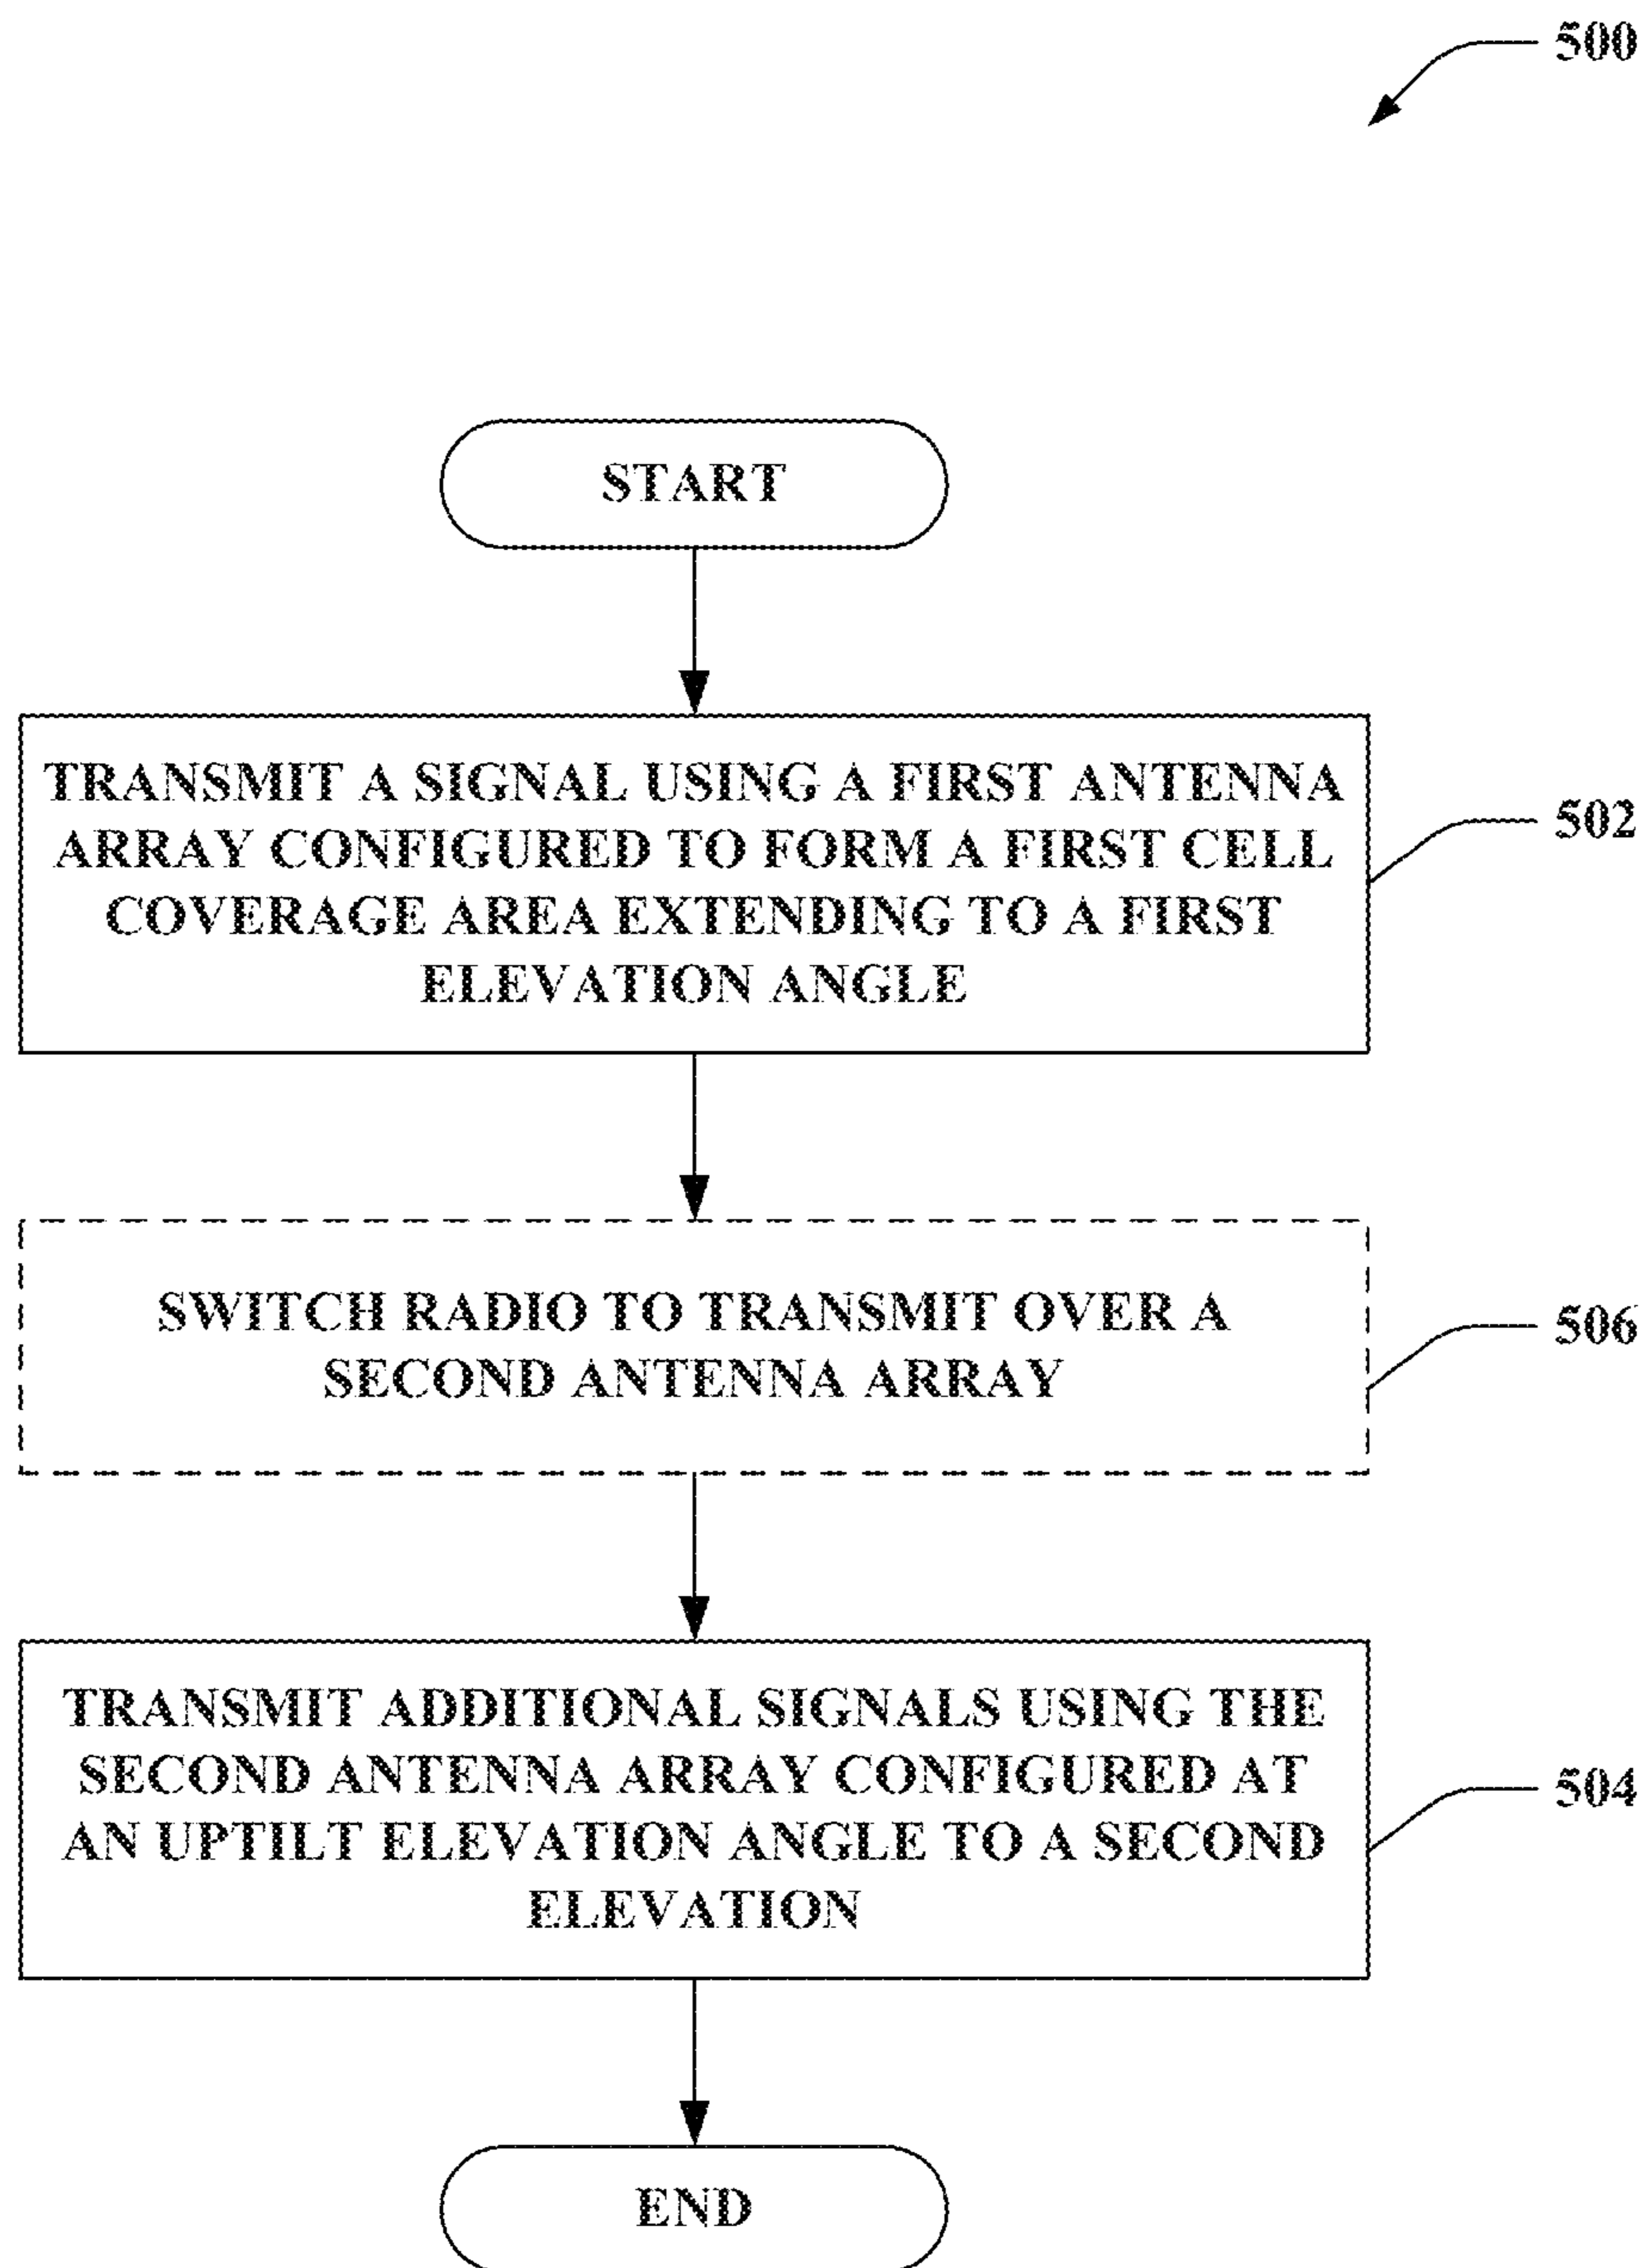 500
START
TRANSMIT A SIGNAL USING A FIRST ANTENNA
ARRAY CONFIGURED TO FORM A FIRST CELL
COVERAGE AREA EXTENDING TO A FIRST
ELEVATION ANGLE
502
SWITCH RADIO TO TRANSMIT OVER A
SECOND ANTENNA ARRAY
506
TRANSMIT ADDITIONAL SIGNALS USING THE
SECOND ANTENNA ARRAY CONFIGURED AT
AN UPTILT ELEVATION ANGLE TO A SECOND
ELEVATION
504
END